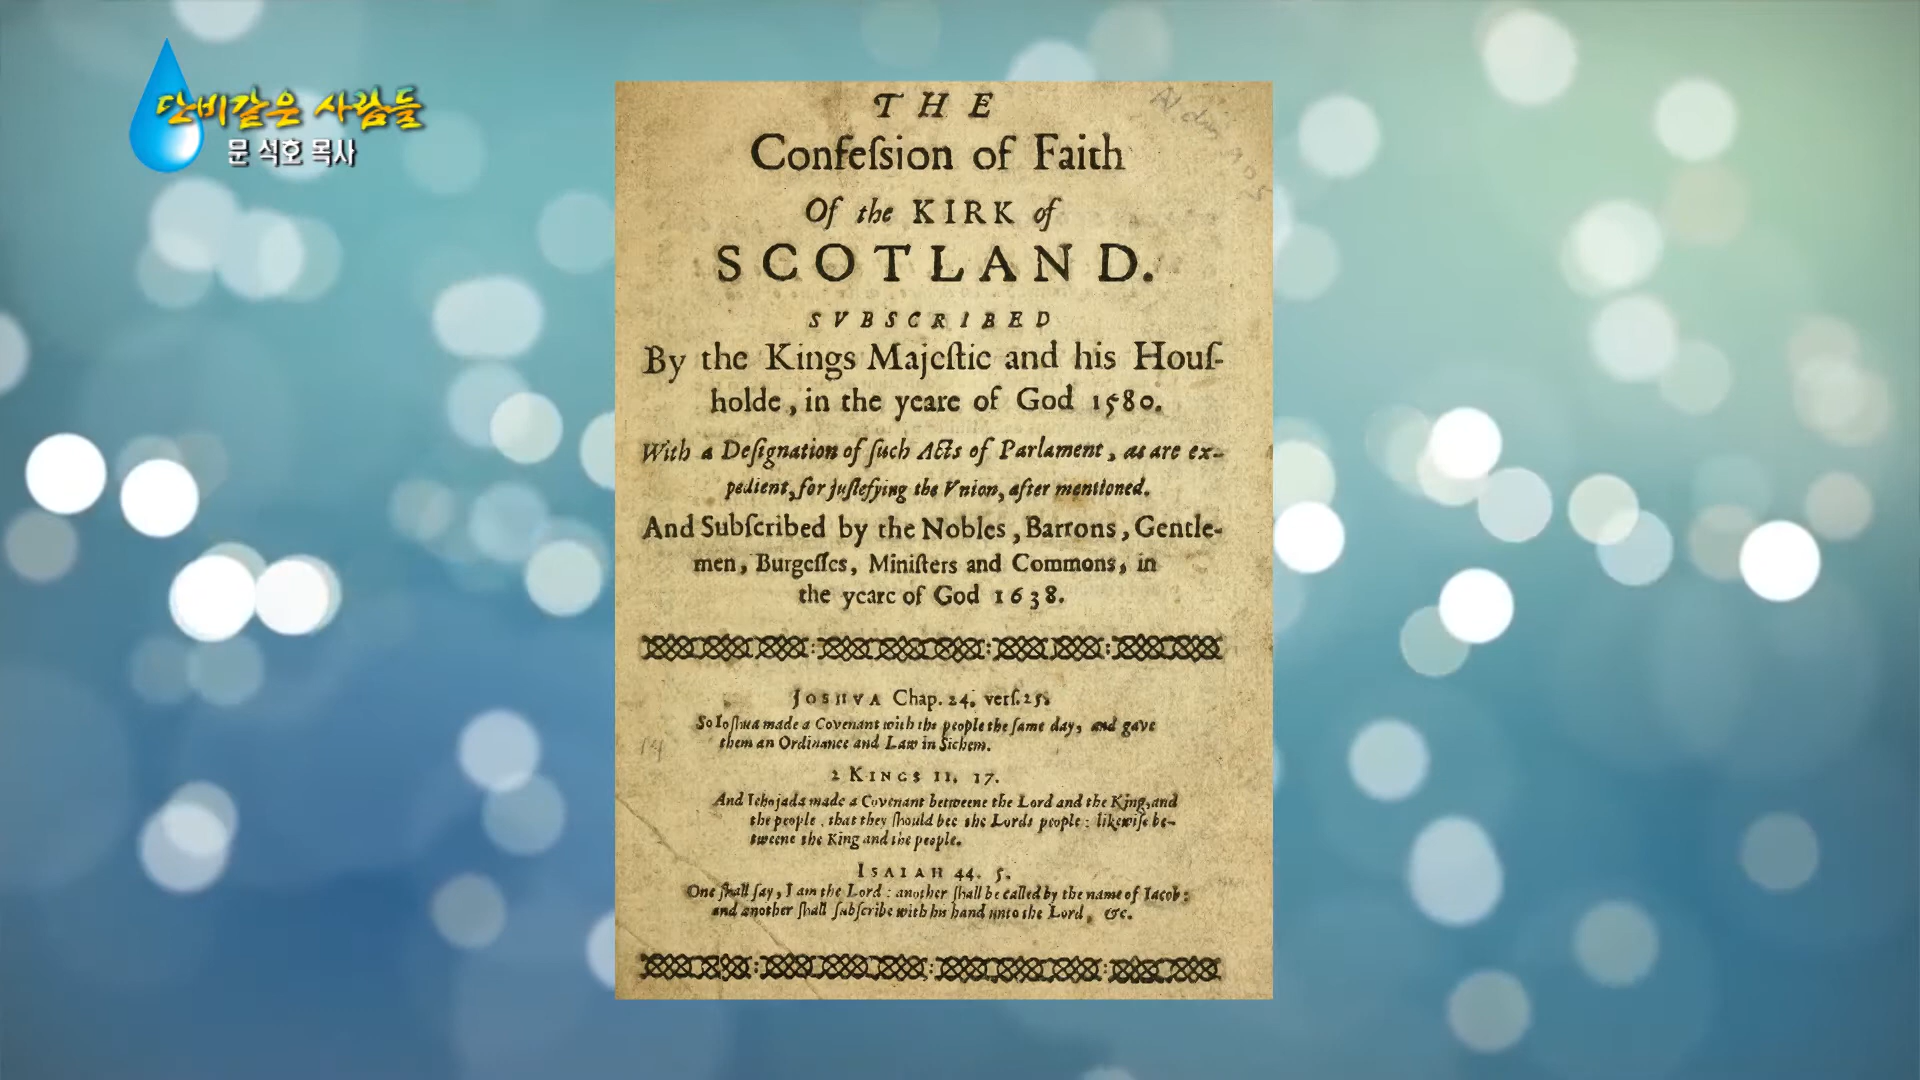 단비같은 사람들
문 석호 목사
THE
Confeſsion of Faith
Of the KIRK of
SCOTLAND.
SVBSCRIBED
By the Kings Majeſtie and his Houſ-
holde, in the yeare of God 1580.
With a Deſignation of ſuch Acts of Parlament, as are ex-
pedient, for juſtefying the Vnion, after mentioned.
And Subſcribed by the Nobles, Barrons, Gentle-
men, Burgeſſes, Miniſters and Commons, in
the yeare of God 1638.
JOSHVA Chap. 24. verſ. 25.
So Ioſhua made a Covenant with the people the ſame day, and gave
them an Ordinance and Law in Sichem.
2 KINGS 11. 17.
And Iehojada made a Covenant betweene the Lord and the King, and
the people, that they ſhould bee the Lords people: likewiſe be-
tweene the King and the people.
ISAIAH 44. 5.
One ſhall ſay, I am the Lord: another ſhall be called by the name of Iacob:
and another ſhall ſubſcribe with his hand unto the Lord, &c.